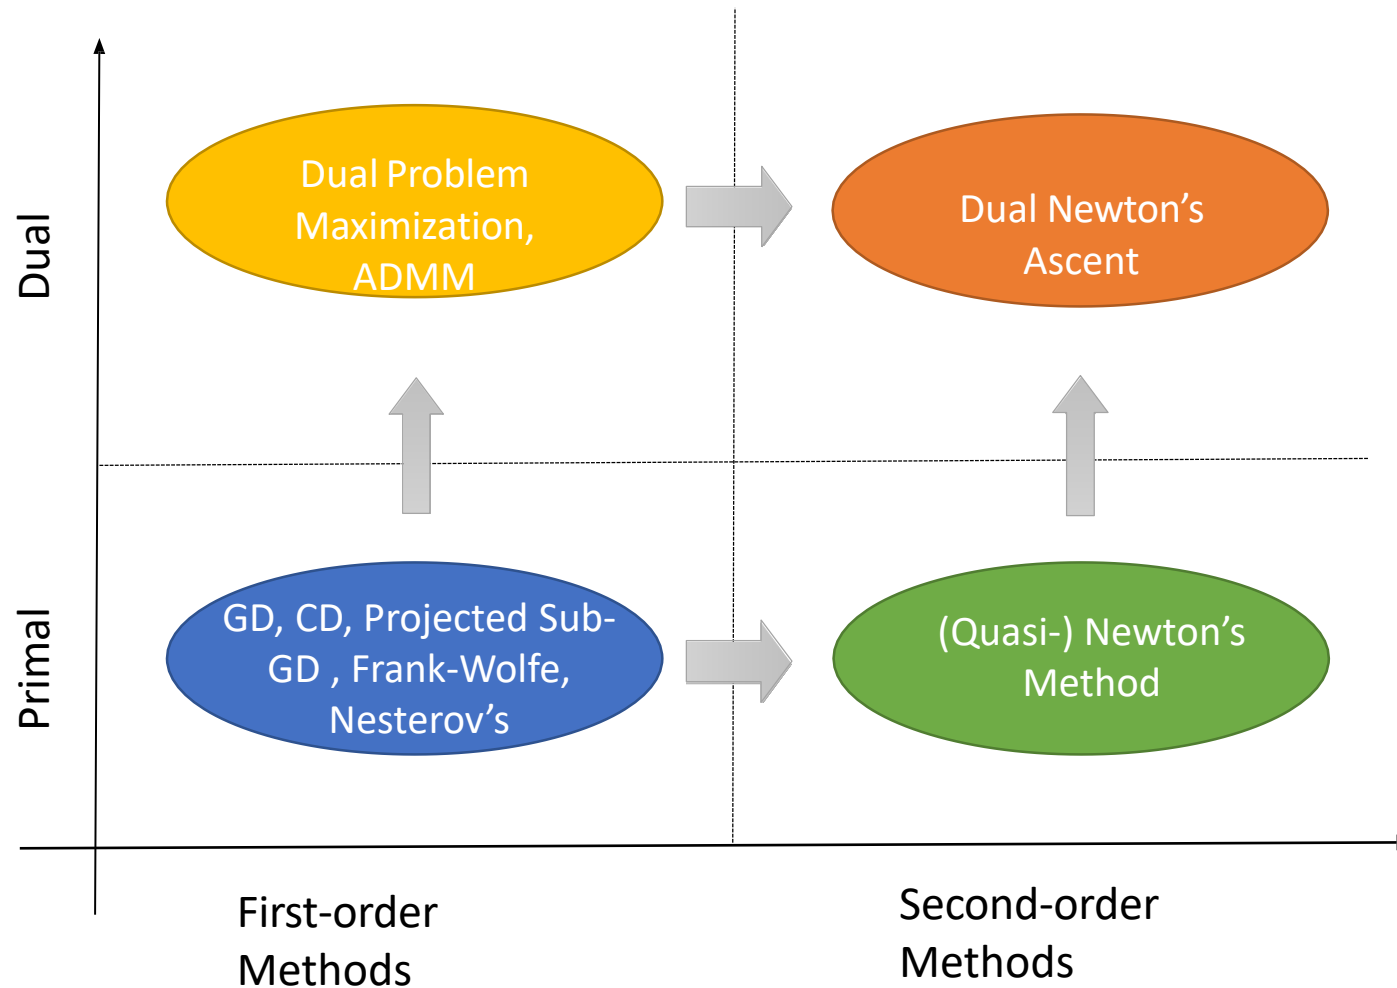 Dual
Dual Problem
Maximization,
ADMM
Dual Newton’s
Ascent
Primal
GD, CD, Projected Sub-
GD , Frank-Wolfe,
Nesterov’s
(Quasi-) Newton’s
Method
First-order
Methods
Second-order
Methods